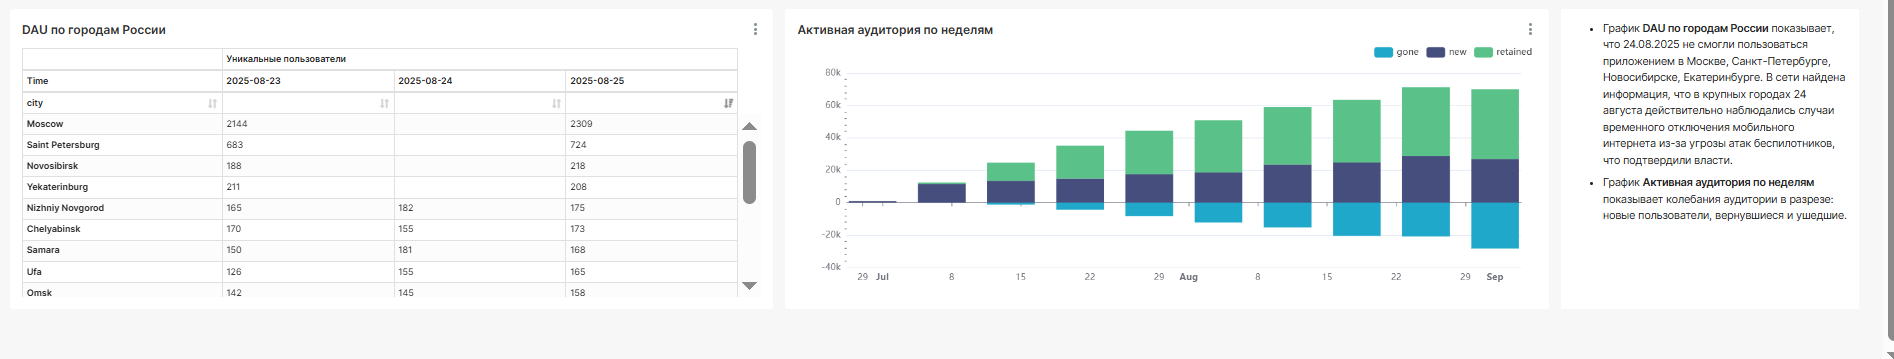 DAU по городам России
Уникальные пользователи
Time 2025-08-23 2025-08-24 2025-08-25
city
Moscow 2144 2309
Saint Petersburg 683 724
Novosibirsk 188 218
Yekaterinburg 211 208
Nizhniy Novgorod 165 182 175
Chelyabinsk 170 155 173
Samara 150 181 168
Ufa 126 155 165
Omsk 142 145 158
Активная аудитория по неделям
gone new retained
80k
60k
40k
20k
0
-20k
-40k
29 Jul 8 15 22 29 Aug 8 15 22 29 Sep
График DAU по городам России показывает,
что 24.08.2025 не смогли пользоваться
приложением в Москве, Санкт-Петербурге,
Новосибирске, Екатеринбурге. В сети найдена
информация, что в крупных городах 24
августа действительно наблюдались случаи
временного отключения мобильного
интернета из-за угрозы атак беспилотников,
что подтвердили власти.
График Активная аудитория по неделям
показывает колебания аудитории в разрезе:
новые пользователи, вернувшиеся и ушедшие.